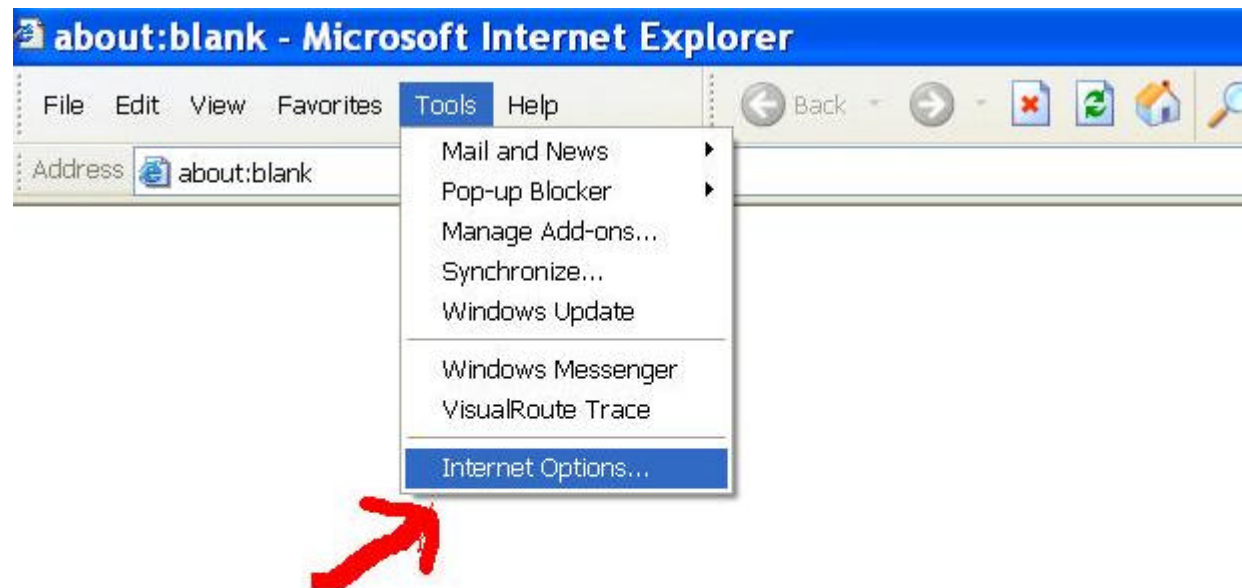 about:blank - Microsoft Internet Explorer
File Edit View Favorites Tools Help Back
Address about:blank
Mail and News
Pop-up Blocker
Manage Add-ons...
Synchronize...
Windows Update
Windows Messenger
VisualRoute Trace
Internet Options...